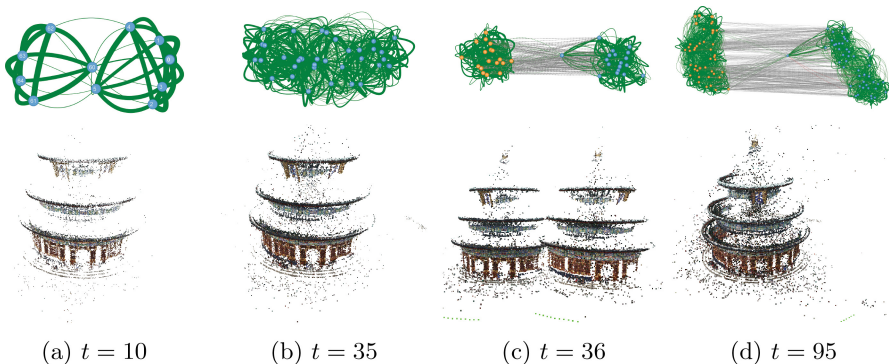 (a) t = 10
(b) t = 35
(c) t = 36
(d) t = 95